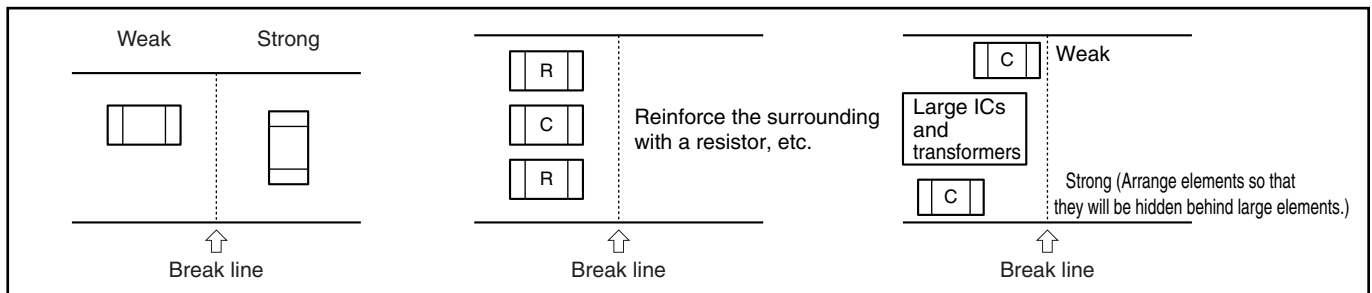 Weak Strong
Break line
R
C
R
Reinforce the surrounding
with a resistor, etc.
Break line
C
Weak
Large ICs
and
transformers
Strong (Arrange elements so that
they will be hidden behind large elements.)
C
Break line